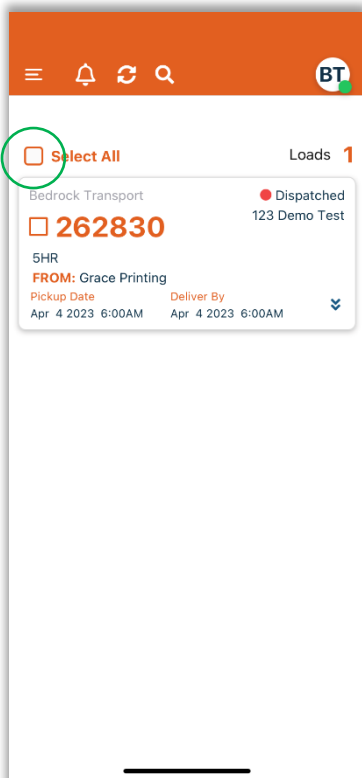 BT
Select All Loads 1
Bedrock Transport Dispatched
262830 123 Demo Test
5HR
FROM: Grace Printing
Pickup Date Deliver By
Apr 4 2023 6:00AM Apr 4 2023 6:00AM